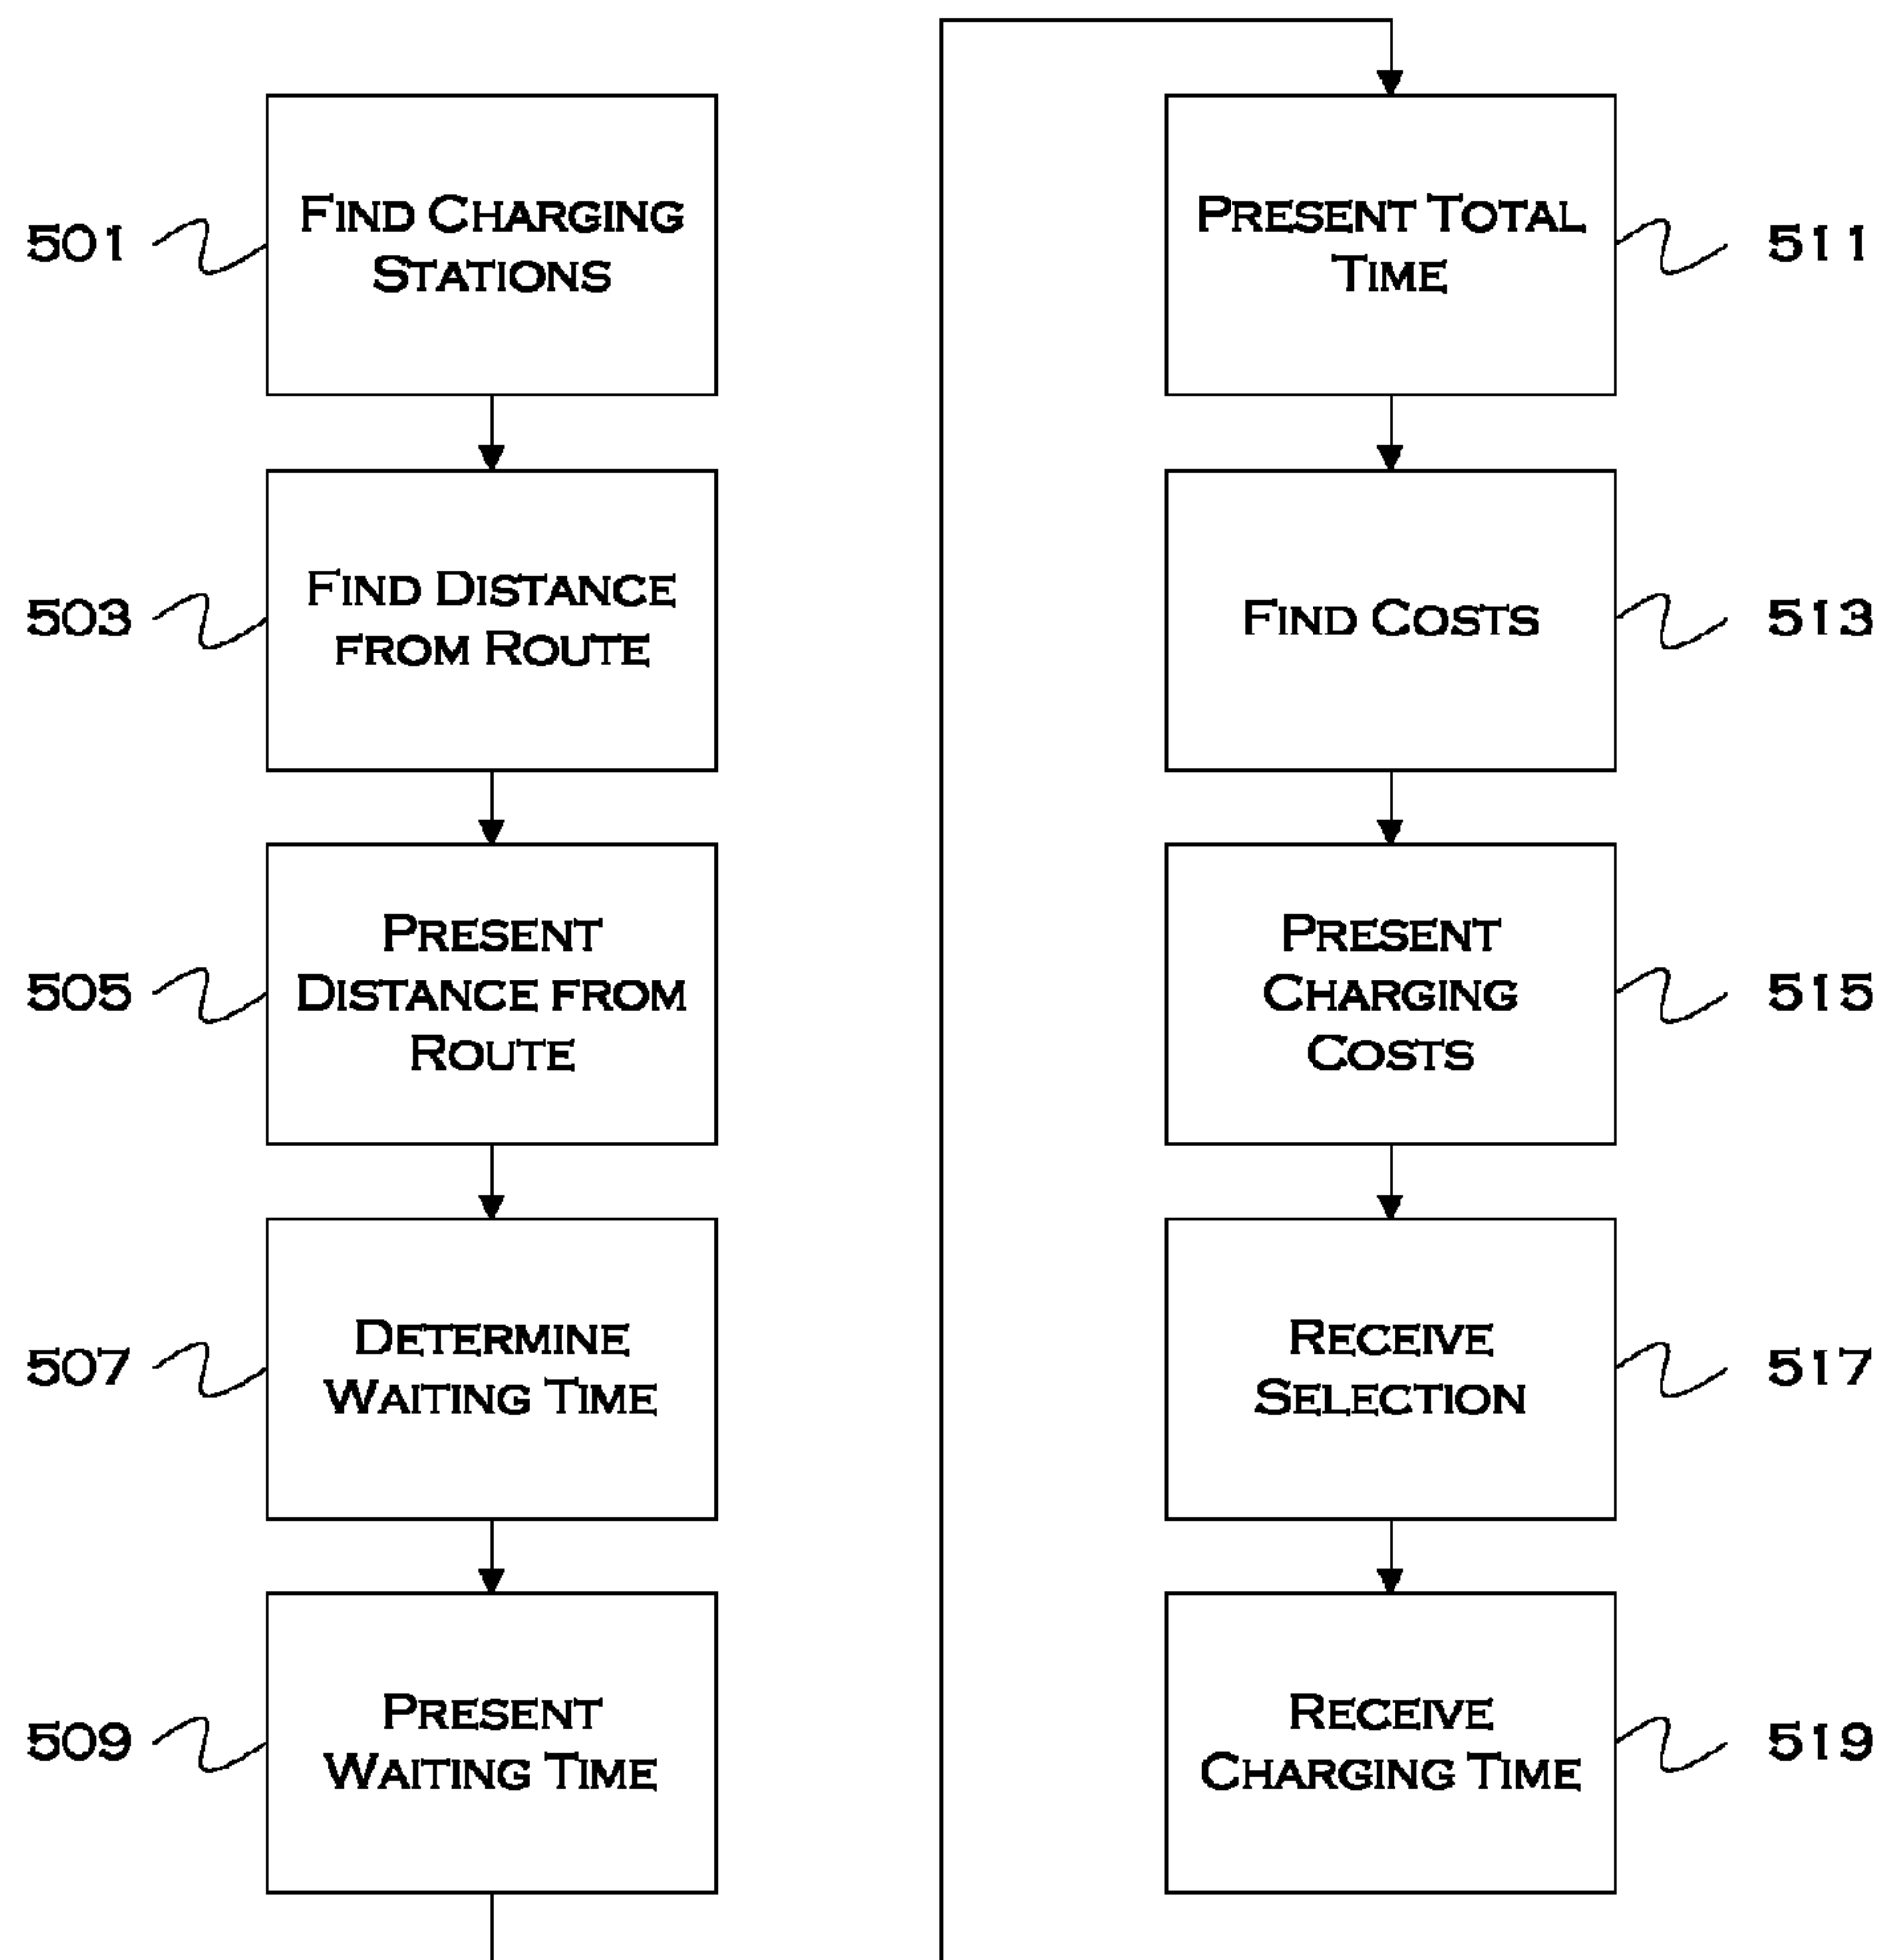 501
FIND CHARGING
STATIONS
503
FIND DISTANCE
FROM ROUTE
505
PRESENT
DISTANCE FROM
ROUTE
507
DETERMINE
WAITING TIME
509
PRESENT
WAITING TIME
PRESENT TOTAL
TIME
511
FIND COSTS
513
PRESENT
CHARGING
COSTS
515
RECEIVE
SELECTION
517
RECEIVE
CHARGING TIME
519